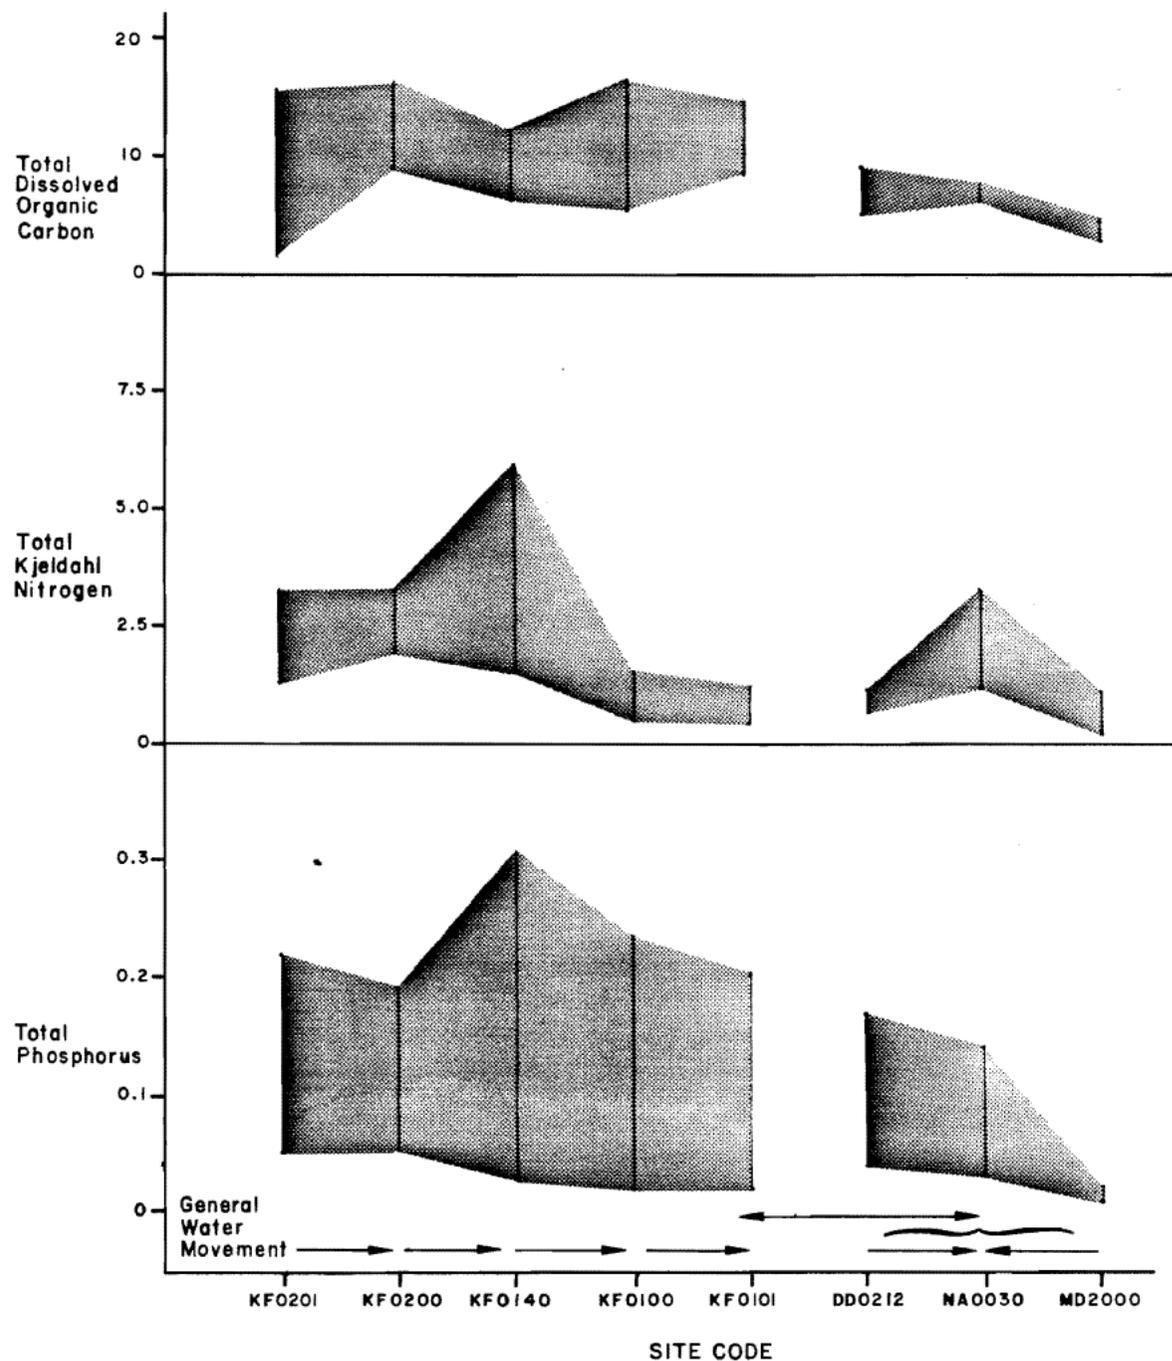 20
10
Total
Dissolved
Organic
Carbon
0
7.5
5.0
Total
Kjeldahl
Nitrogen
2.5
0
0.3
0.2
Total
Phosphorus
0.1
0
General
Water
Movement
KF0201 KF0200 KF0140 KF0100 KF0101 DD0212 NA0030 MD2000
SITE CODE